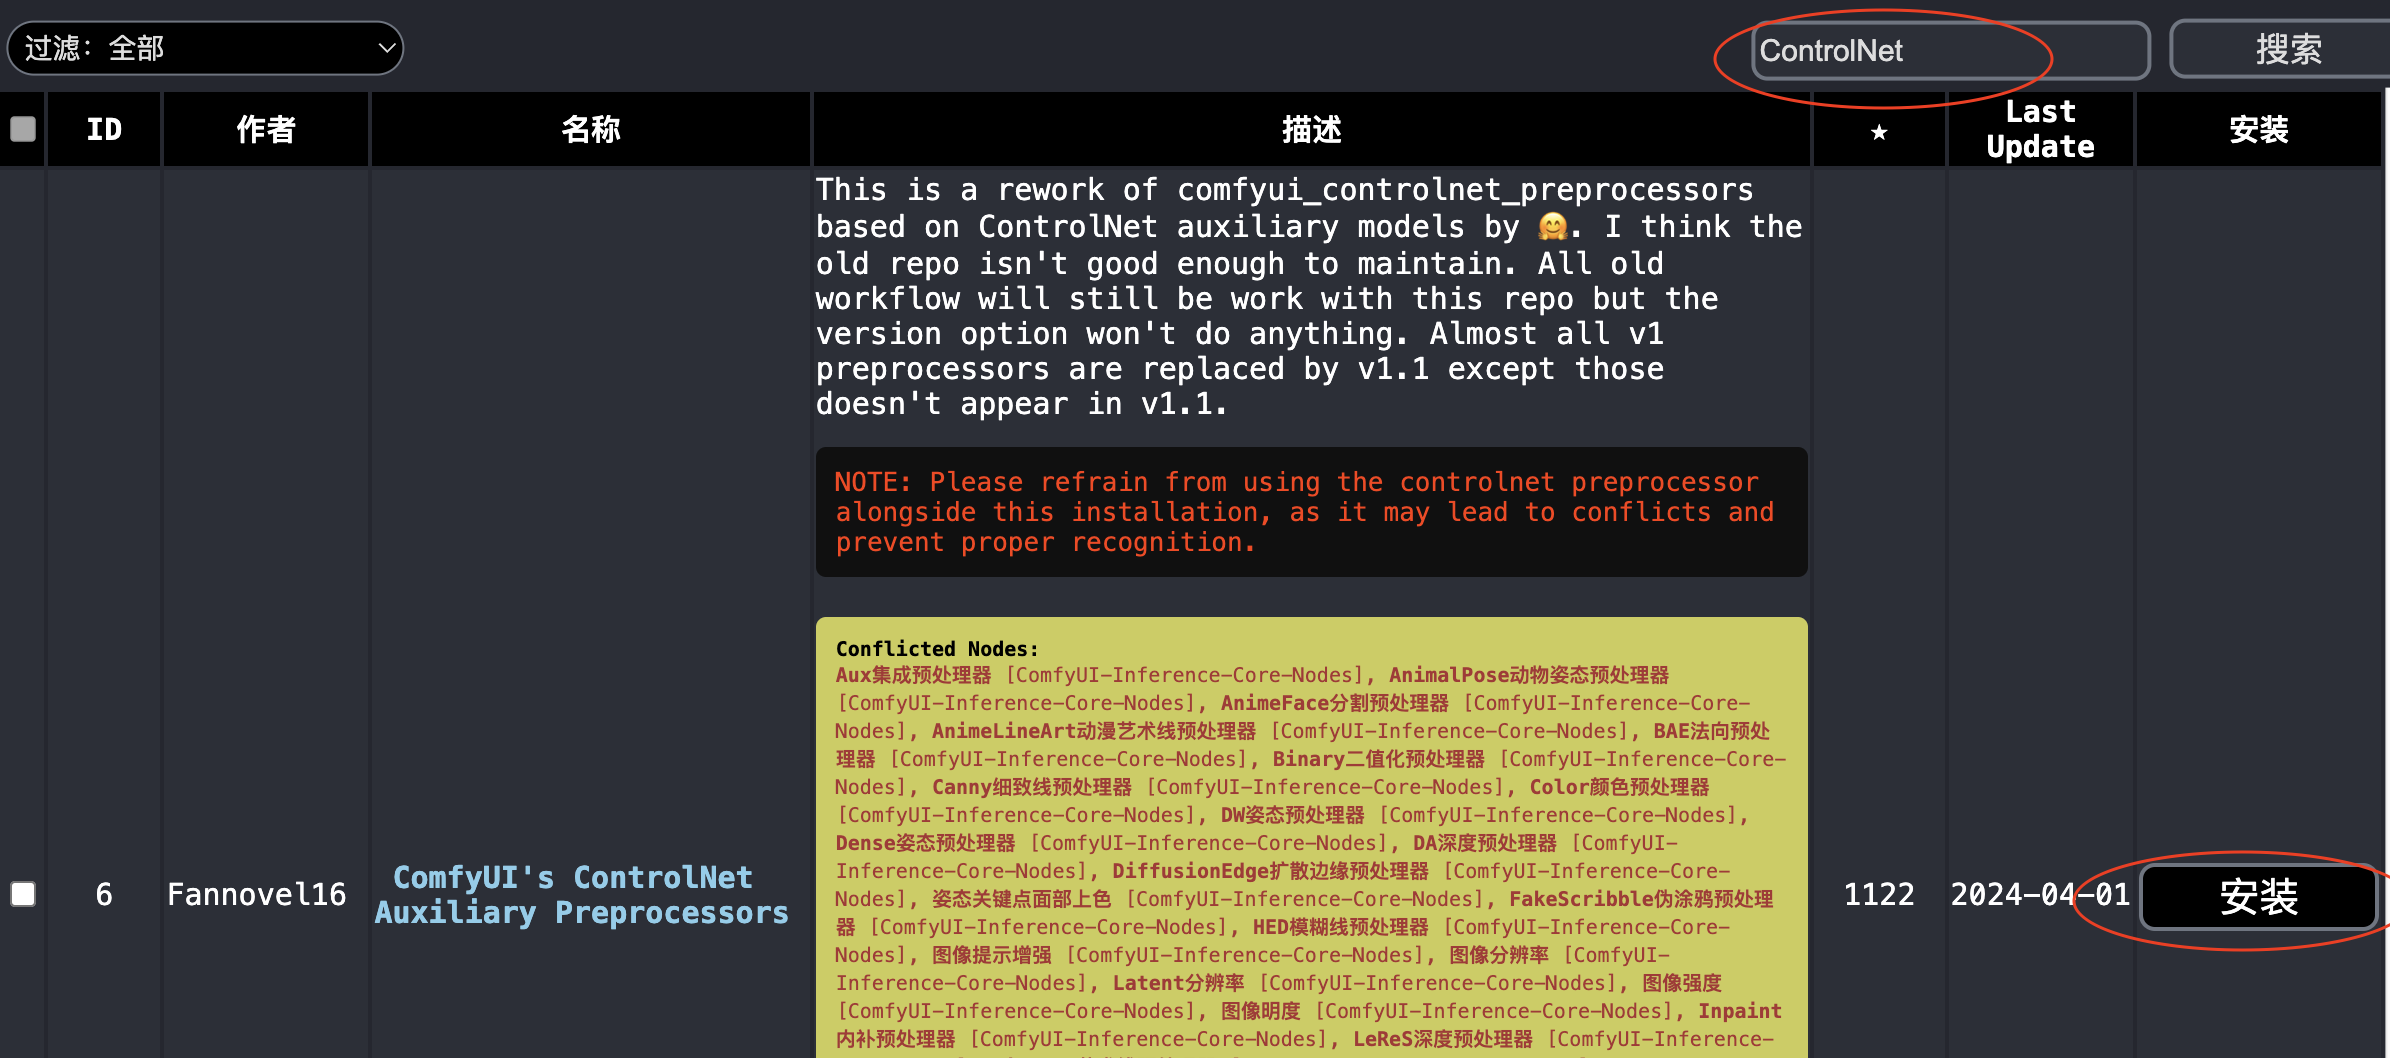 过滤：全部
ControlNet
搜索
ID
作者
名称
描述
★
Last
Update
安装
This is a rework of comfyui_controlnet_preprocessors
based on ControlNet auxiliary models by 🤗. I think the
old repo isn't good enough to maintain. All old
workflow will still be work with this repo but the
version option won't do anything. Almost all v1
preprocessors are replaced by v1.1 except those
doesn't appear in v1.1.
NOTE: Please refrain from using the controlnet preprocessor
alongside this installation, as it may lead to conflicts and
prevent proper recognition.
Conflicted Nodes:
Aux集成预处理器 [ComfyUI-Inference-Core-Nodes], AnimalPose动物姿态预处理器
[ComfyUI-Inference-Core-Nodes], AnimeFace分割预处理器 [ComfyUI-Inference-Core-
Nodes], AnimeLineArt动漫艺术线预处理器 [ComfyUI-Inference-Core-Nodes], BAE法向预处
理器 [ComfyUI-Inference-Core-Nodes], Binary二值化预处理器 [ComfyUI-Inference-Core-
Nodes], Canny细致线预处理器 [ComfyUI-Inference-Core-Nodes], Color颜色预处理器
[ComfyUI-Inference-Core-Nodes], DW姿态预处理器 [ComfyUI-Inference-Core-Nodes],
Dense姿态预处理器 [ComfyUI-Inference-Core-Nodes], DA深度预处理器 [ComfyUI-
Inference-Core-Nodes], DiffusionEdge扩散边缘预处理器 [ComfyUI-Inference-Core-
Nodes], 姿态关键点面部上色 [ComfyUI-Inference-Core-Nodes], FakeScribble伪涂鸦预处理
器 [ComfyUI-Inference-Core-Nodes], HED模糊线预处理器 [ComfyUI-Inference-Core-
Nodes], 图像提示增强 [ComfyUI-Inference-Core-Nodes], 图像分辨率 [ComfyUI-
Inference-Core-Nodes], Latent分辨率 [ComfyUI-Inference-Core-Nodes], 图像强度
[ComfyUI-Inference-Core-Nodes], 图像明度 [ComfyUI-Inference-Core-Nodes], Inpaint
内补预处理器 [ComfyUI-Inference-Core-Nodes], LeReS深度预处理器 [ComfyUI-Inference-
6
Fannovel16
ComfyUI's ControlNet
Auxiliary Preprocessors
1122
2024-04-01
安装